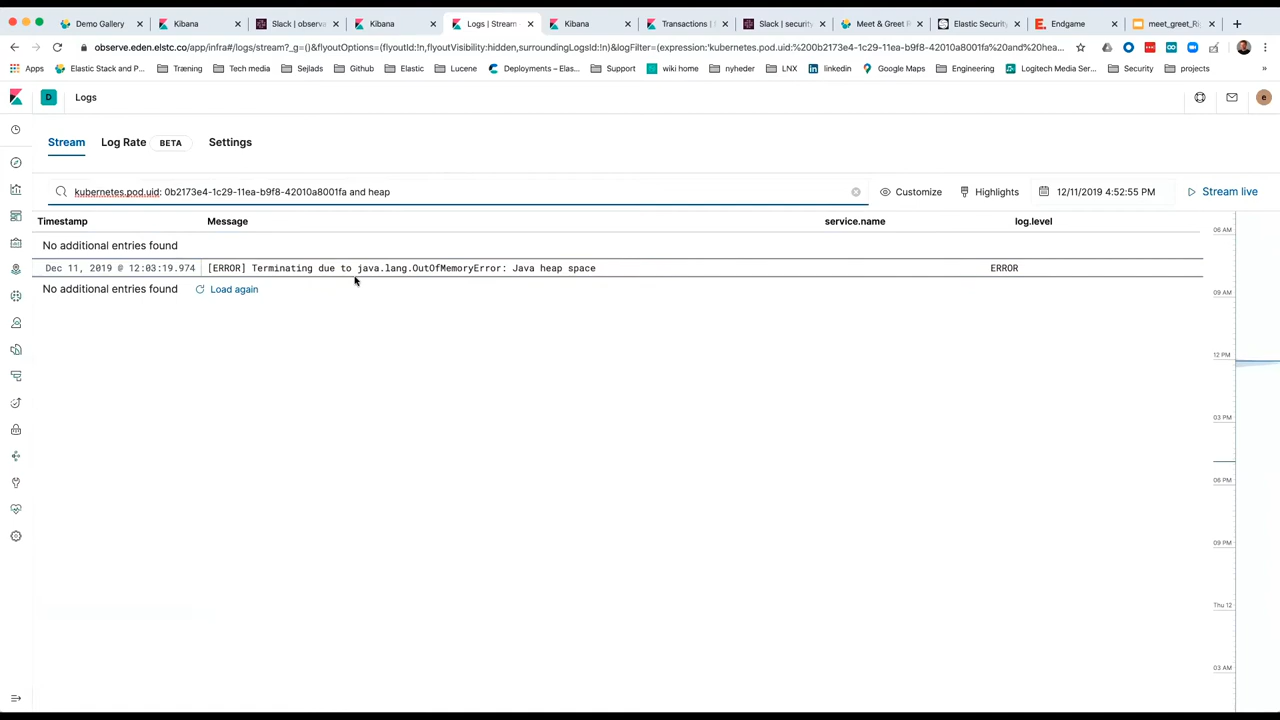 Demo Gallery
Kibana
Slack | observa
Kibana
Logs | Stream
Kibana
Transactions |
Slack | security
Meet & Greet R
Elastic Security
Endgame
meet_greet_Ri
observe.eden.elstc.co/app/infra#/logs/stream?_g=()&flyoutOptions=(flyoutId:!n,flyoutVisibility:hidden,surroundingLogsId:!n)&logFilter=(expression:'kubernetes.pod.uid:%200b2173e4-1c29-11ea-b9f8-42010a8001fa%20and%20hea...
Apps
Elastic Stack and P...
Træning
Tech media
Sejlads
Github
Elastic
Lucene
Deployments – Elas...
Support
wiki home
nyheder
LNX
linkedin
Google Maps
Engineering
Logitech Media Ser...
Security
projects
»
D
Logs
e
Stream
Log Rate
BETA
Settings
kubernetes.pod.uid: 0b2173e4-1c29-11ea-b9f8-42010a8001fa and heap
Customize
Highlights
12/11/2019 4:52:55 PM
Stream live
Timestamp
Message
service.name
log.level
No additional entries found
Dec 11, 2019 @ 12:03:19.974
[ERROR] Terminating due to java.lang.OutOfMemoryError: Java heap space
ERROR
No additional entries found
Load again
06 AM
09 AM
12 PM
03 PM
06 PM
09 PM
Thu 12
03 AM